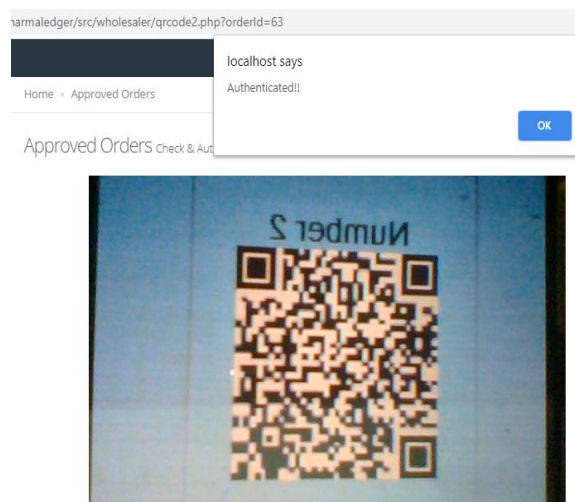 harmaledger/src/wholesaler/qrcode2.php?orderId=63
localhost says
Authenticated!!
OK
Home
Approved Orders
Approved Orders Check & Aut
Number 2